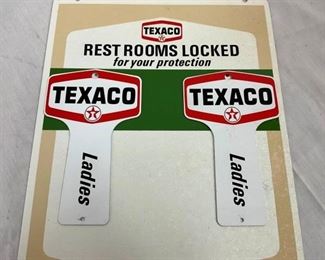 TEXACO
REST ROOMS LOCKED
for your protection
TEXACO
Ladies
TEXACO
Ladies